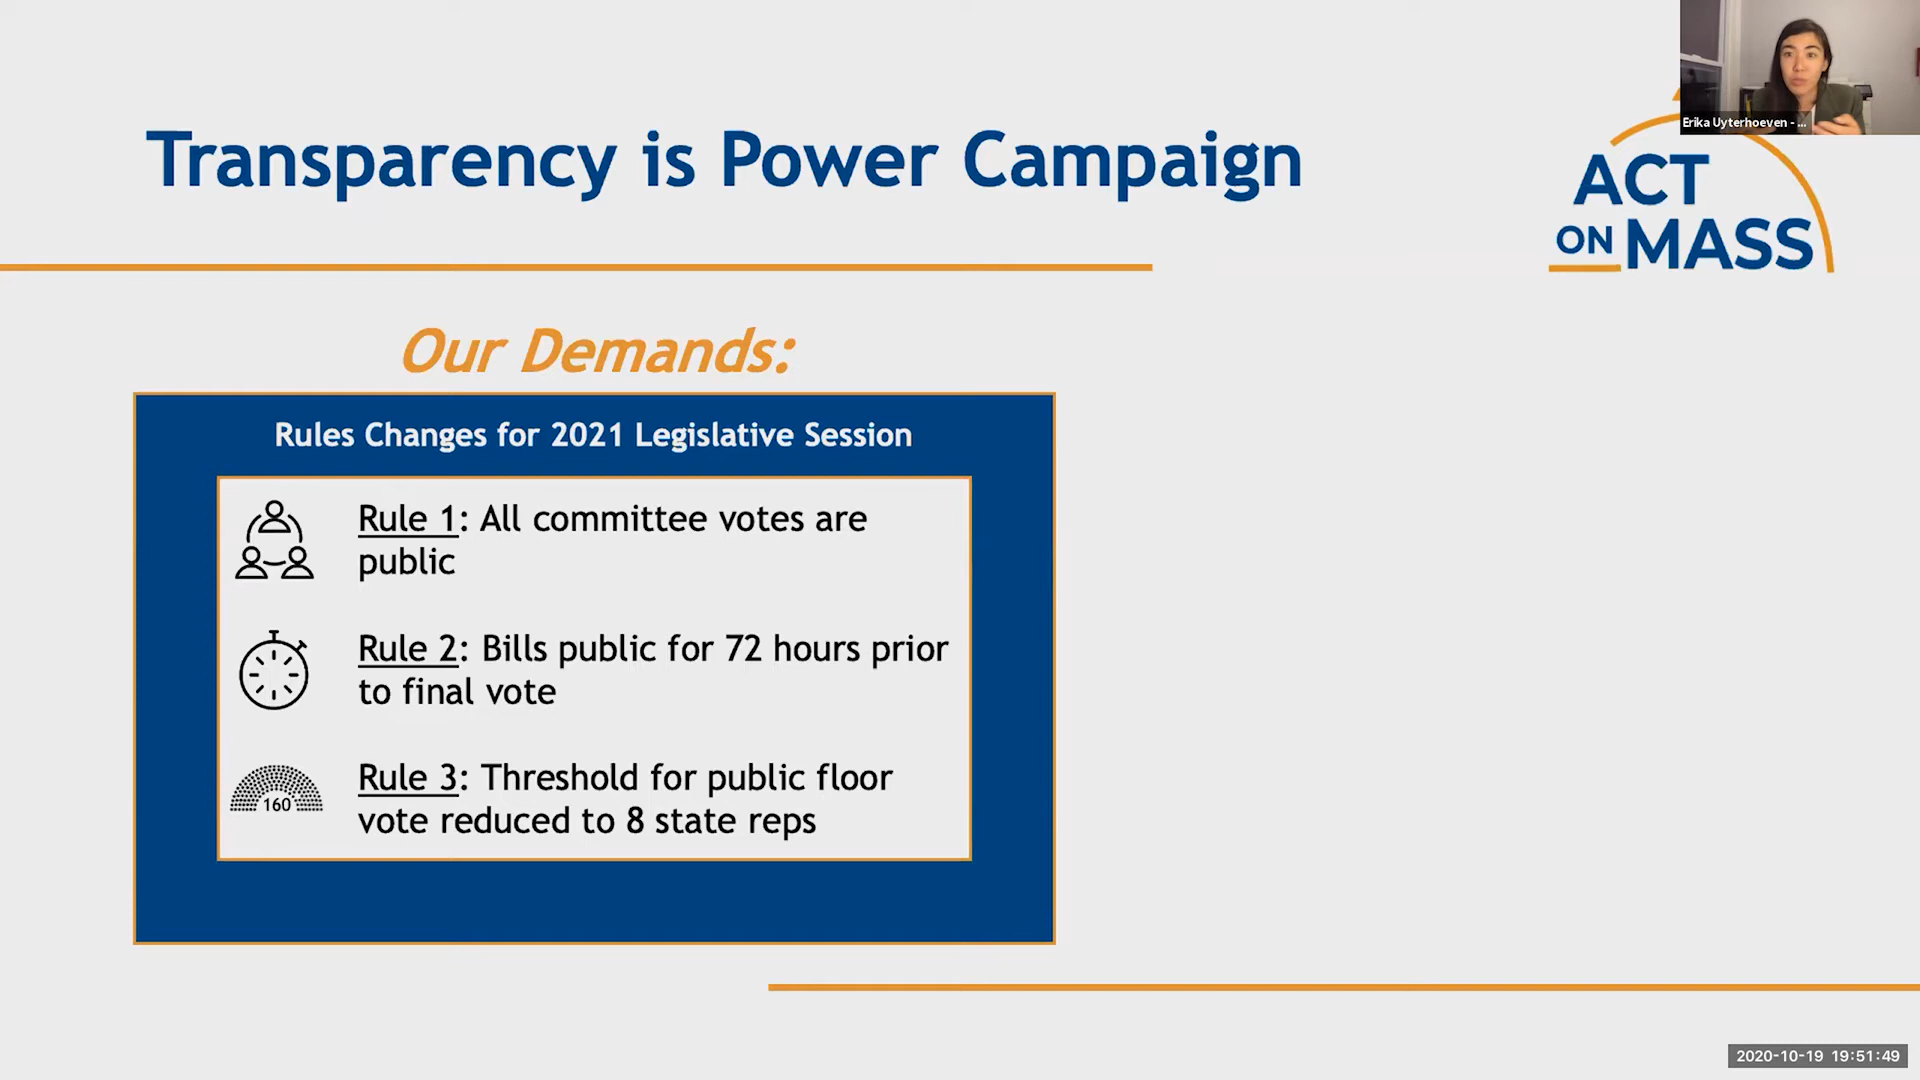 Erika Uyterhoeven - ...
Transparency is Power Campaign
ACT
ON MASS
Our Demands:
Rules Changes for 2021 Legislative Session
Rule 1: All committee votes are
public
Rule 2: Bills public for 72 hours prior
to final vote
Rule 3: Threshold for public floor
vote reduced to 8 state reps
160
2020-10-19 19:51:49